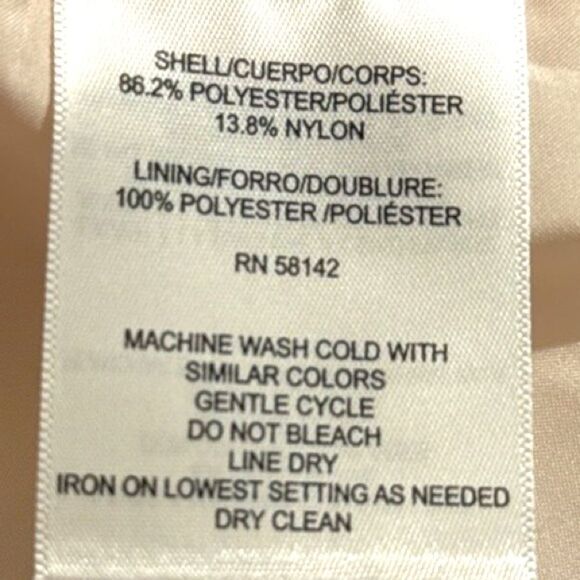 SHELL/CUERPO/CORPS:
86.2% POLYESTER/POLIÉSTER
13.8% NYLON
LINING/FORRO/DOUBLURE:
100% POLYESTER /POLIÉSTER
RN 58142
MACHINE WASH COLD WITH
SIMILAR COLORS
GENTLE CYCLE
DO NOT BLEACH
LINE DRY
IRON ON LOWEST SETTING AS NEEDED
DRY CLEAN